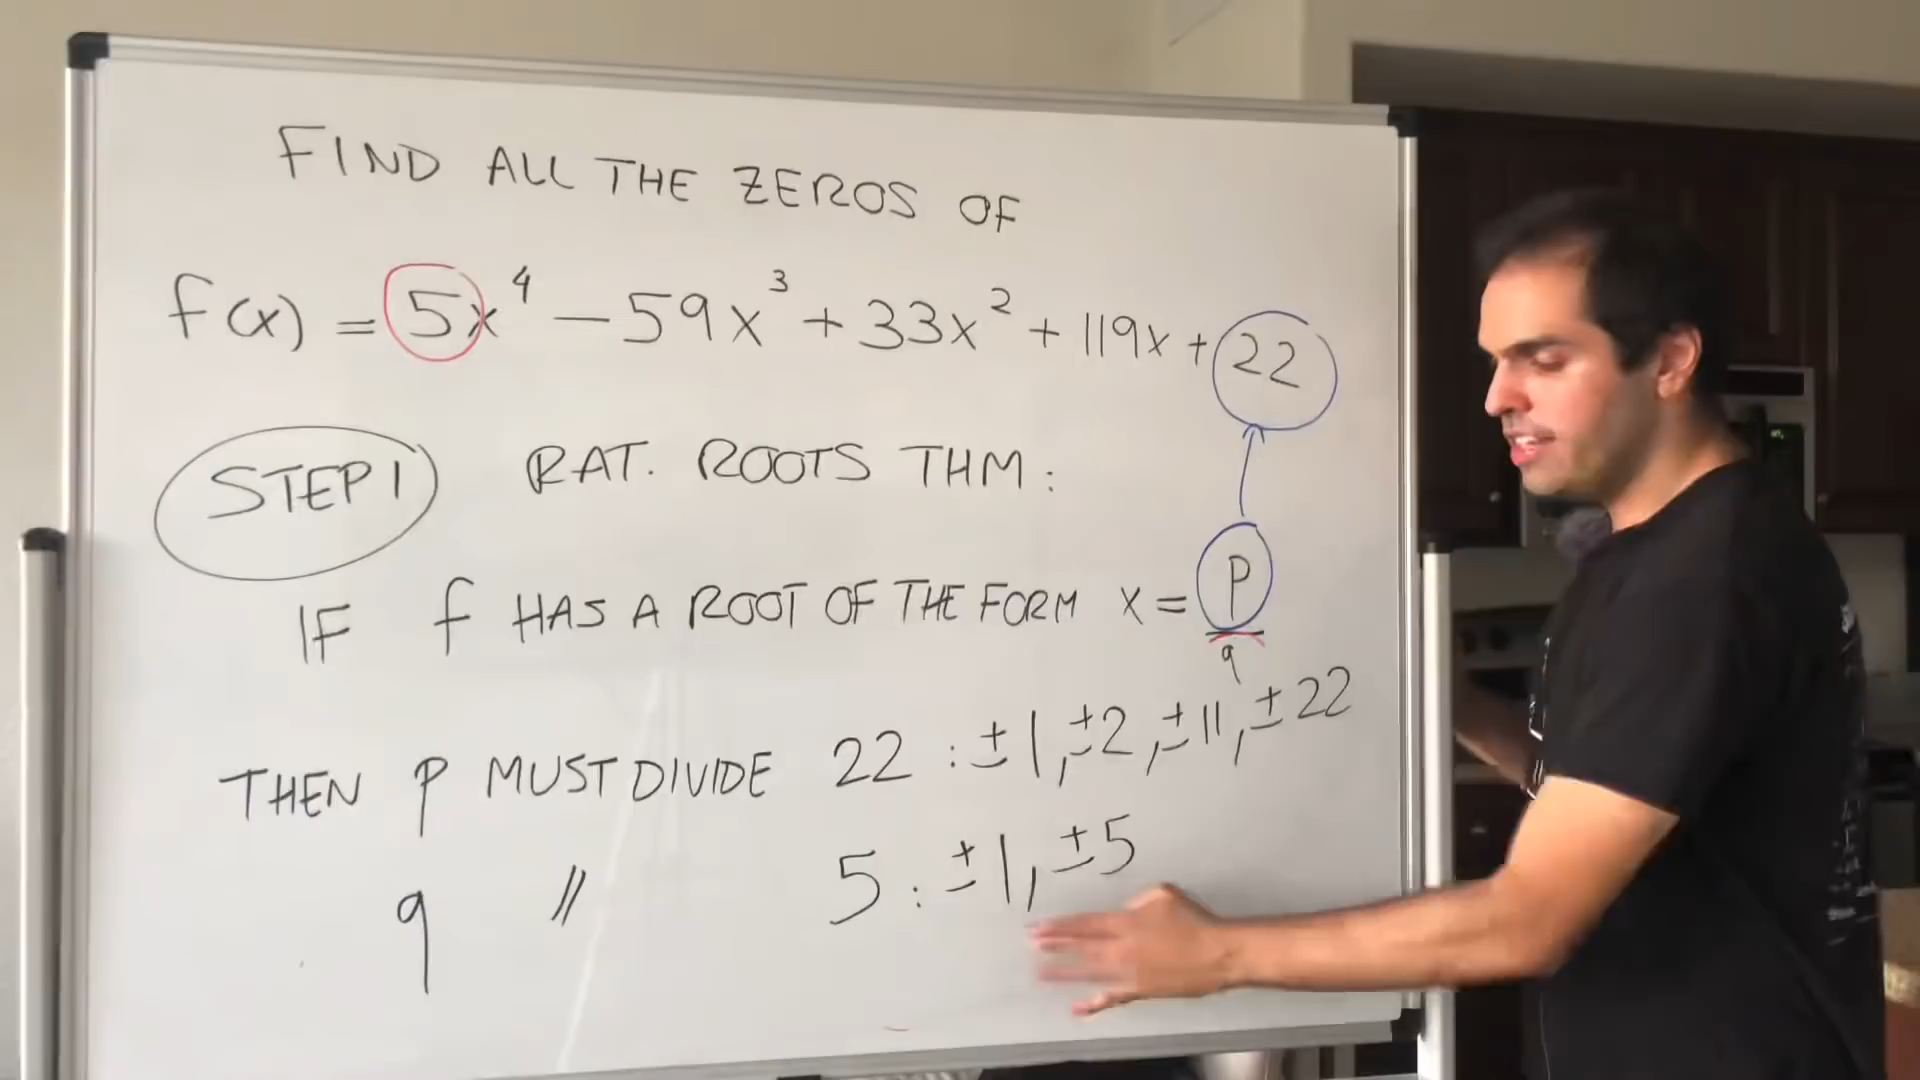 FIND ALL THE ZEROS OF
f(x) = 5x⁴ − 59x³ + 33x² + 119x + 22
STEP 1 RAT. ROOTS THM:
IF f HAS A ROOT OF THE FORM x = p/q
THEN p MUST DIVIDE 22 : ±1, ±2, ±11, ±22
q // 5 : ±1, ±5